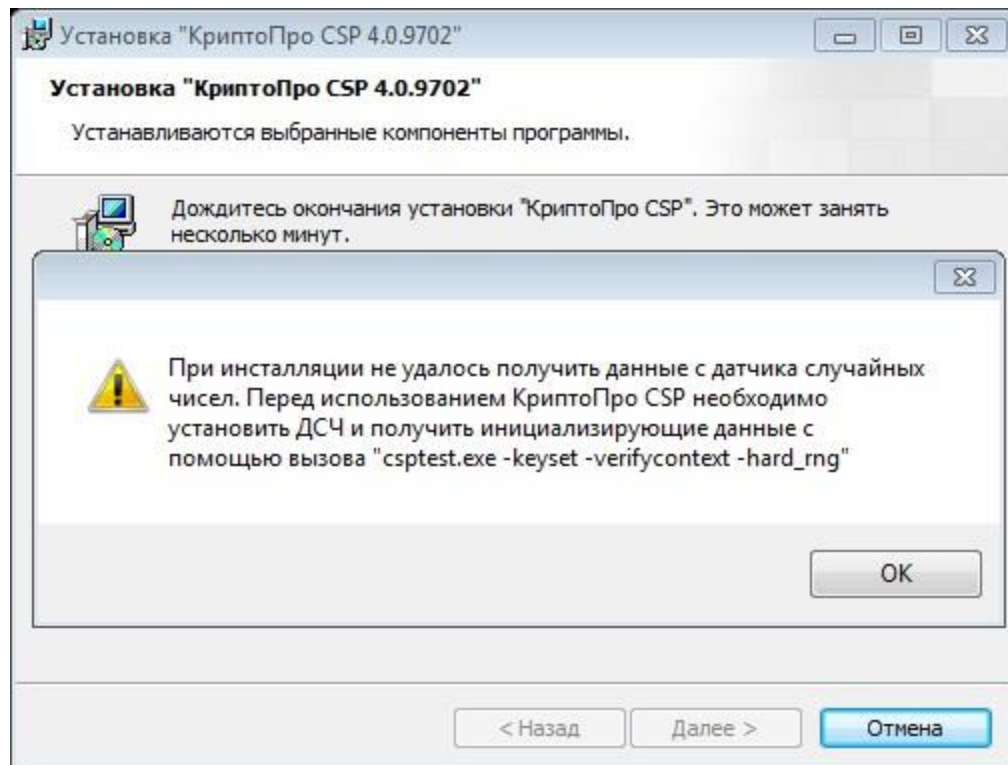 Установка "КриптоПро CSP 4.0.9702"
Установка "КриптоПро CSP 4.0.9702"
Устанавливаются выбранные компоненты программы.
Дождитесь окончания установки "КриптоПро CSP". Это может занять
несколько минут.
При инсталляции не удалось получить данные с датчика случайных
чисел. Перед использованием КриптоПро CSP необходимо
установить ДСЧ и получить инициализирующие данные с
помощью вызова "csptest.exe -keyset -verifycontext -hard_rng"
OK
< Назад
Далее >
Отмена